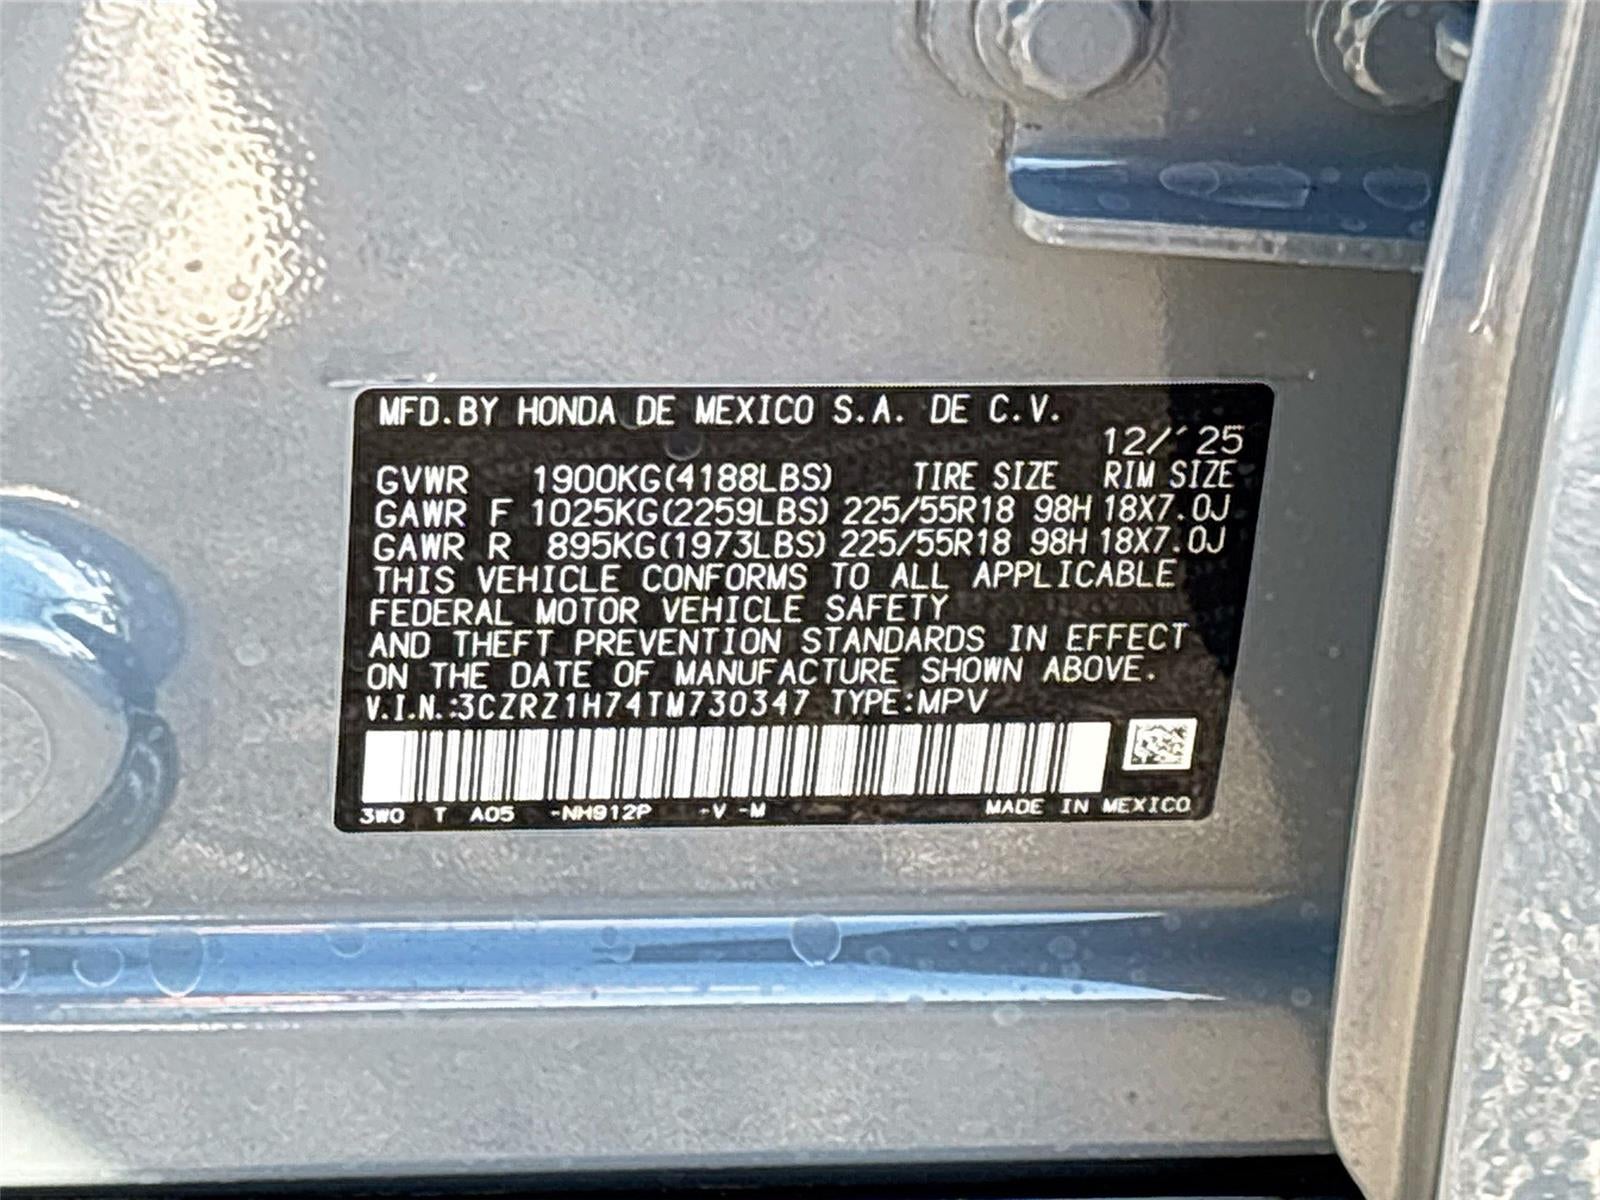 MFD.BY HONDA DE MEXICO S.A. DE C.V.
12/´25
GVWR 1900KG(4188LBS) TIRE SIZE RIM SIZE
GAWR F 1025KG(2259LBS) 225/55R18 98H 18X7.0J
GAWR R 895KG(1973LBS) 225/55R18 98H 18X7.0J
THIS VEHICLE CONFORMS TO ALL APPLICABLE
FEDERAL MOTOR VEHICLE SAFETY
AND THEFT PREVENTION STANDARDS IN EFFECT
ON THE DATE OF MANUFACTURE SHOWN ABOVE.
V.I.N.:3CZRZ1H74TM730347 TYPE:MPV
3W0 T A05 -NH912P -V -M MADE IN MEXICO